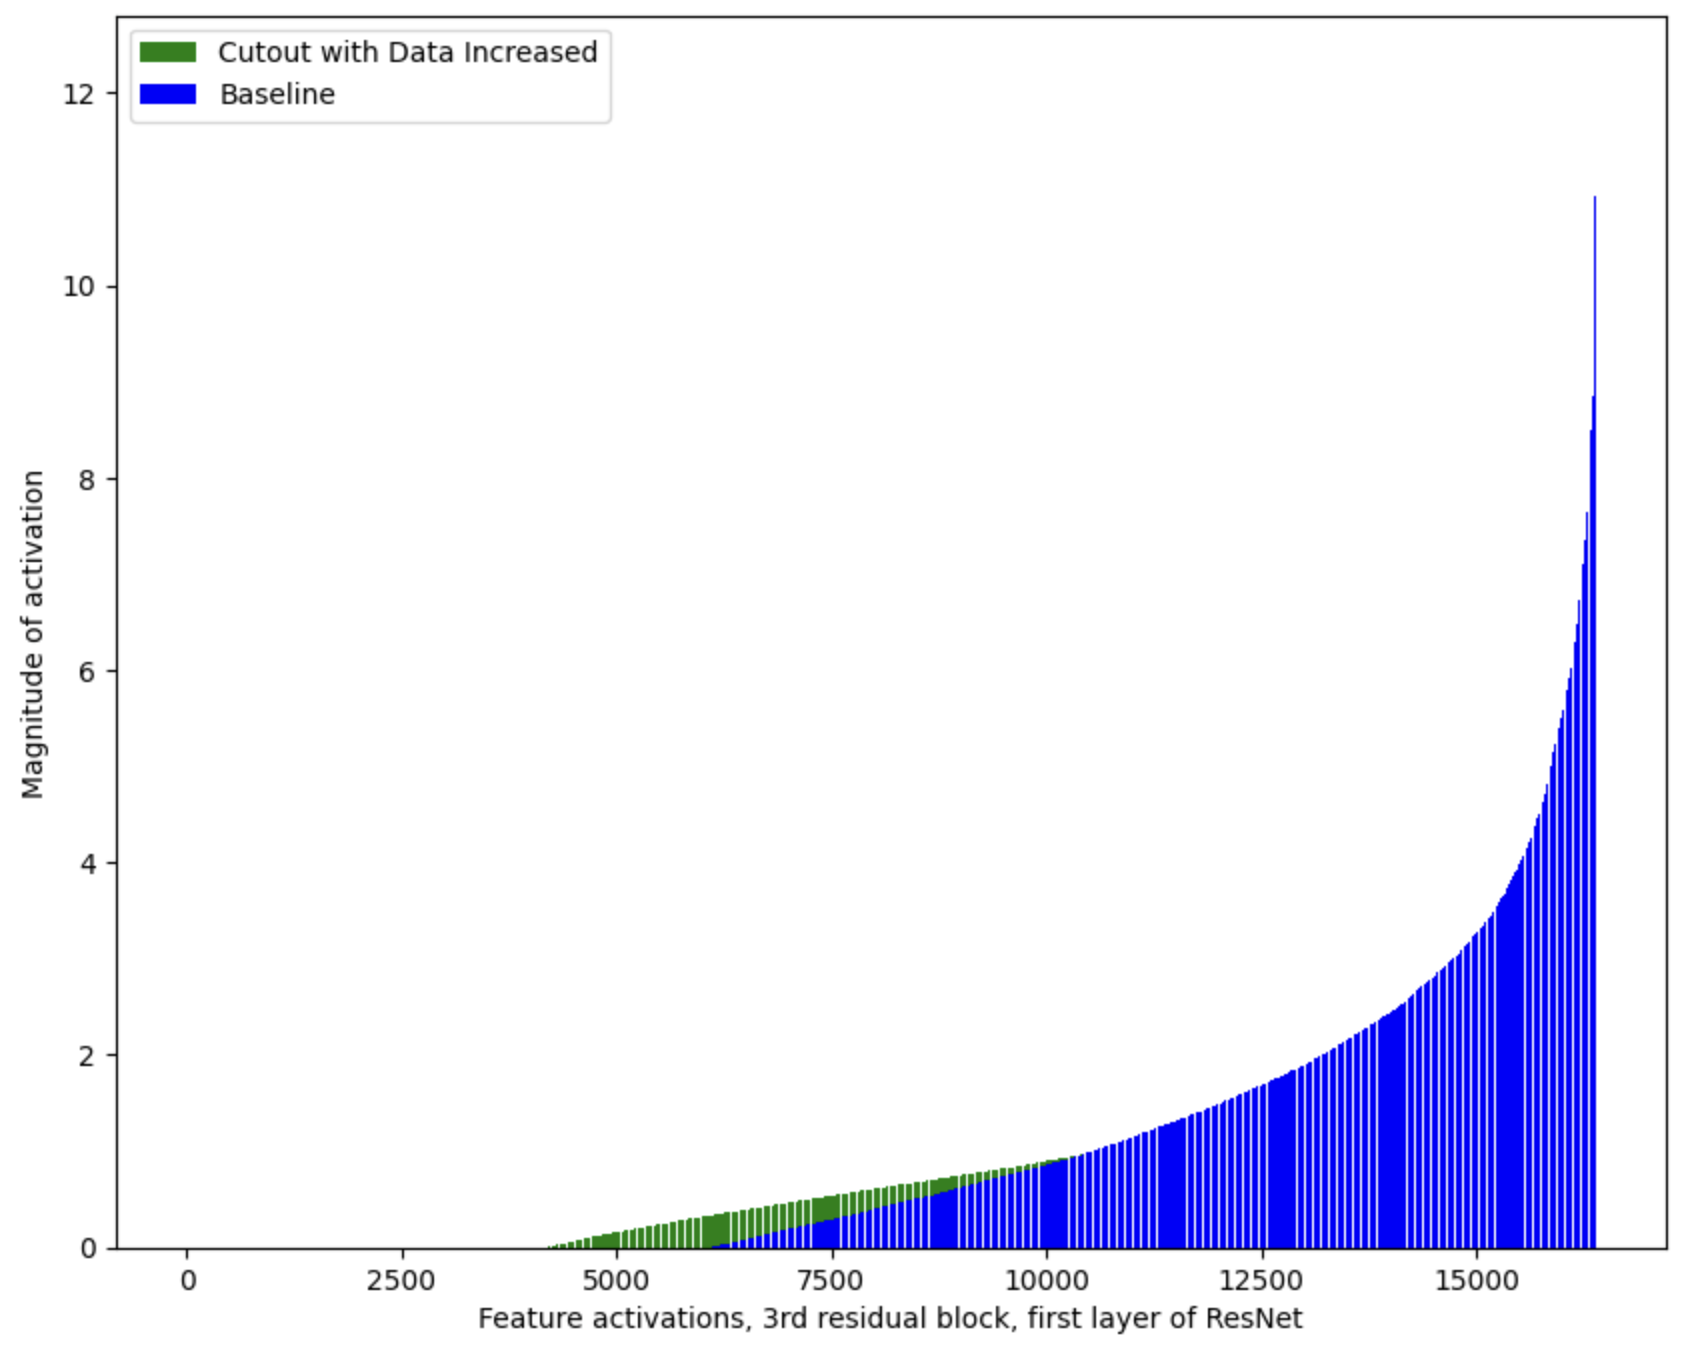 Cutout with Data Increased
Baseline
12
10
8
6
4
2
0
Magnitude of activation
0 2500 5000 7500 10000 12500 15000
Feature activations, 3rd residual block, first layer of ResNet